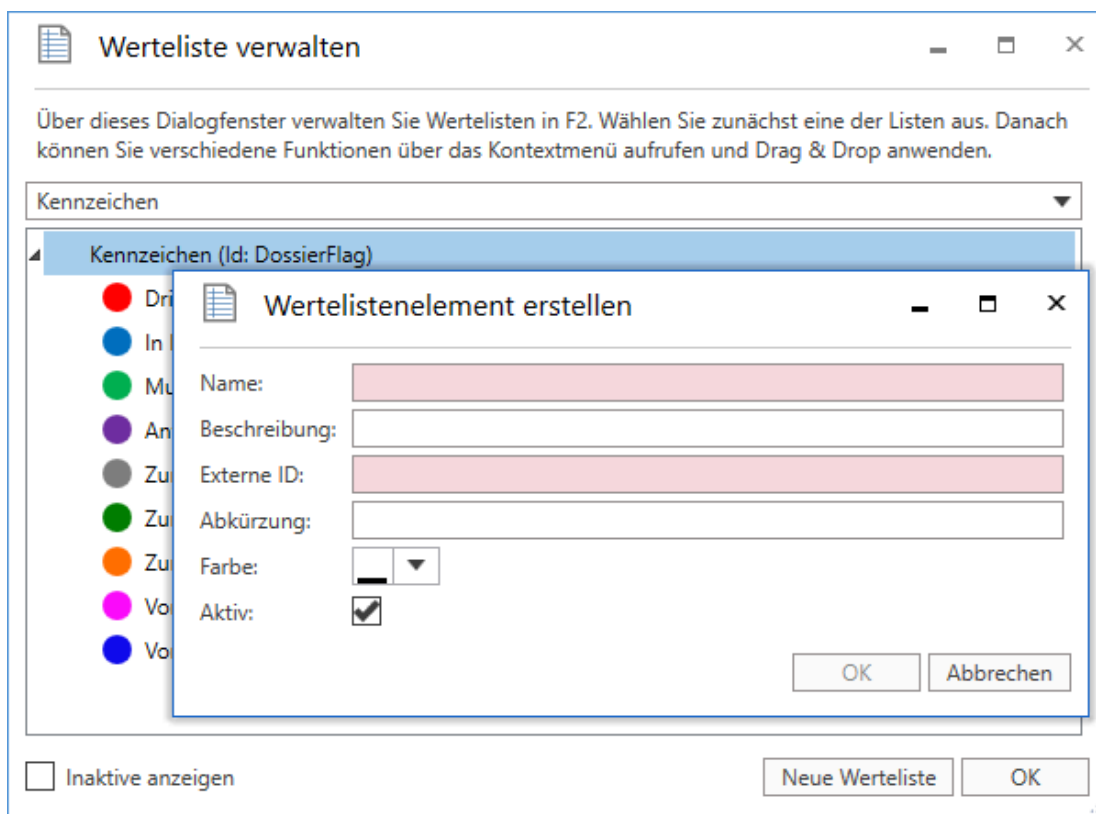 Werteliste verwalten
Über dieses Dialogfenster verwalten Sie Wertelisten in F2. Wählen Sie zunächst eine der Listen aus. Danach
können Sie verschiedene Funktionen über das Kontextmenü aufrufen und Drag & Drop anwenden.
Kennzeichen
Kennzeichen (Id: DossierFlag)
Wertelistenelement erstellen
Name:
Beschreibung:
Externe ID:
Abkürzung:
Farbe:
Aktiv:
OK Abbrechen
Inaktive anzeigen
Neue Werteliste OK